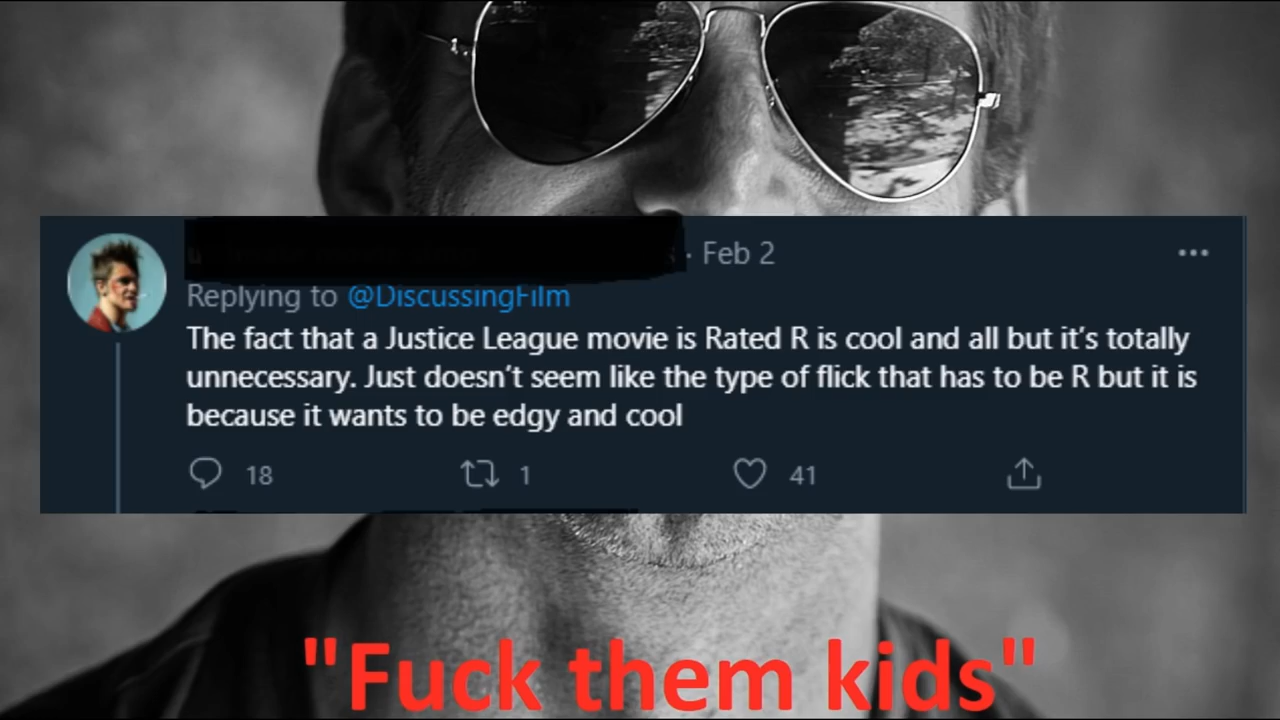 · Feb 2
Replying to @DiscussingFilm
The fact that a Justice League movie is Rated R is cool and all but it's totally
unnecessary. Just doesn't seem like the type of flick that has to be R but it is
because it wants to be edgy and cool
18 1 41
"Fuck them kids"